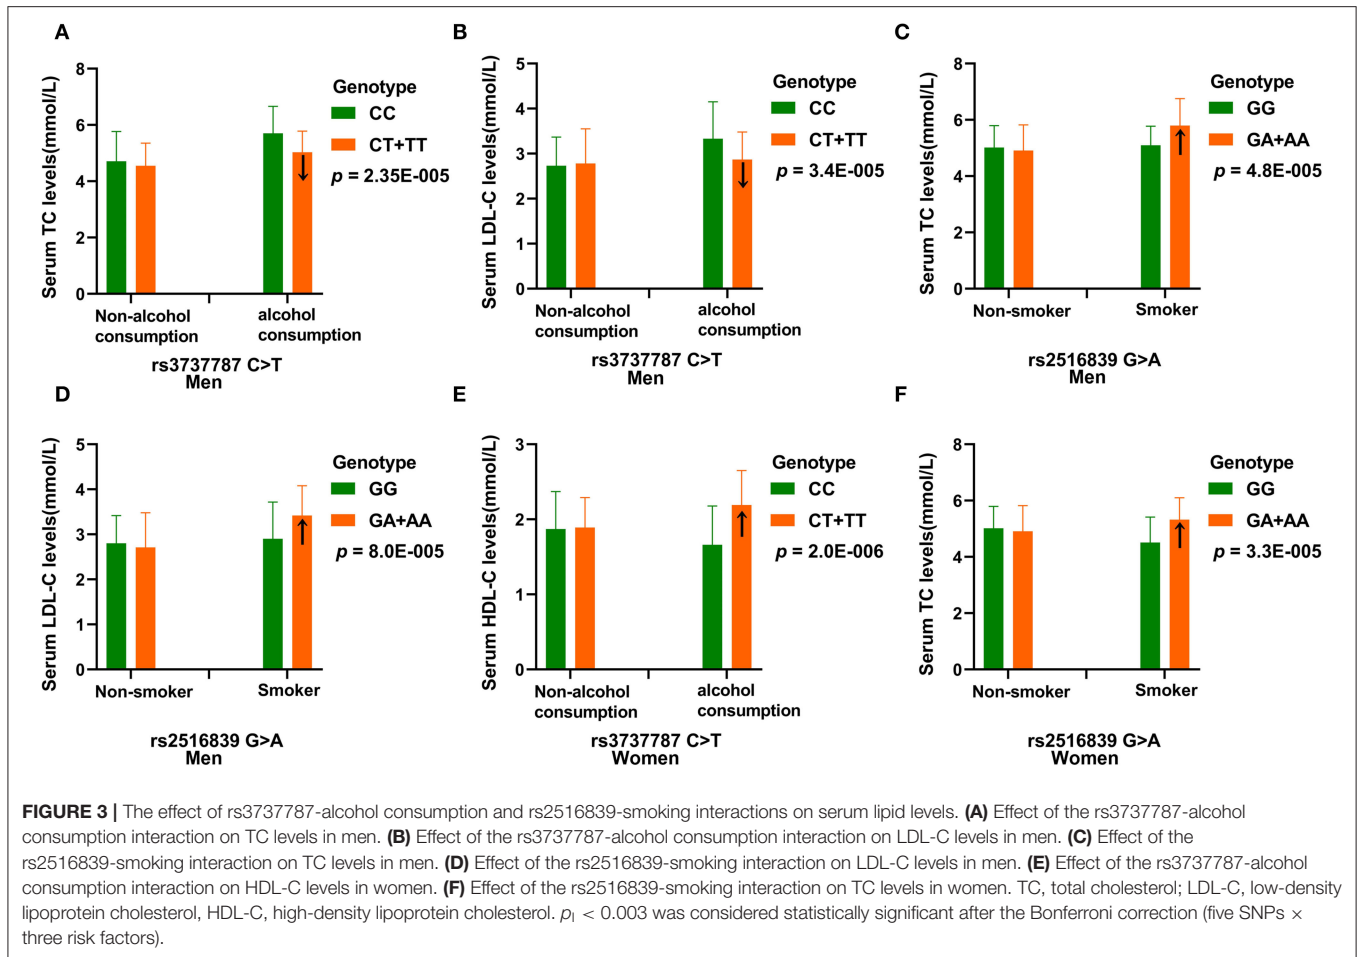 A
Serum TC levels(mmol/L)
8
6
4
2
0
Non-alcohol
consumption
alcohol
consumption
rs3737787 C>T
Men
Genotype
CC
CT+TT
p = 2.35E-005
B
Serum LDL-C levels(mmol/L)
5
4
3
2
1
0
Non-alcohol
consumption
alcohol
consumption
rs3737787 C>T
Men
Genotype
CC
CT+TT
p = 3.4E-005
C
Serum TC levels(mmol/L)
8
6
4
2
0
Non-smoker
Smoker
rs2516839 G>A
Men
Genotype
GG
GA+AA
p = 4.8E-005
D
Serum LDL-C levels(mmol/L)
5
4
3
2
1
0
Non-smoker
Smoker
rs2516839 G>A
Men
Genotype
GG
GA+AA
p = 8.0E-005
E
Serum HDL-C levels(mmol/L)
3
2
1
0
Non-alcohol
consumption
alcohol
consumption
rs3737787 C>T
Women
Genotype
CC
CT+TT
p = 2.0E-006
F
Serum TC levels(mmol/L)
8
6
4
2
0
Non-smoker
Smoker
rs2516839 G>A
Women
Genotype
GG
GA+AA
p = 3.3E-005
FIGURE 3 | The effect of rs3737787-alcohol consumption and rs2516839-smoking interactions on serum lipid levels. (A) Effect of the rs3737787-alcohol
consumption interaction on TC levels in men. (B) Effect of the rs3737787-alcohol consumption interaction on LDL-C levels in men. (C) Effect of the
rs2516839-smoking interaction on TC levels in men. (D) Effect of the rs2516839-smoking interaction on LDL-C levels in men. (E) Effect of the rs3737787-alcohol
consumption interaction on HDL-C levels in women. (F) Effect of the rs2516839-smoking interaction on TC levels in women. TC, total cholesterol; LDL-C, low-density
lipoprotein cholesterol, HDL-C, high-density lipoprotein cholesterol. pI < 0.003 was considered statistically significant after the Bonferroni correction (five SNPs ×
three risk factors).